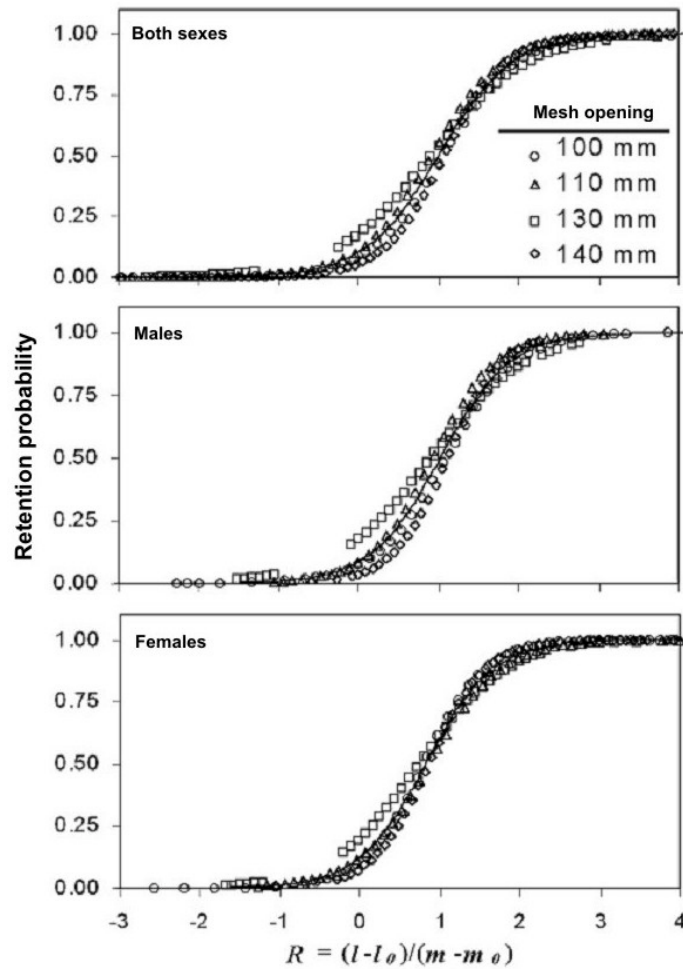 Both sexes
1.00
0.75
0.50
0.25
0.00
Mesh opening
100 mm
110 mm
130 mm
140 mm
Retention probability
Males
1.00
0.75
0.50
0.25
0.00
Females
1.00
0.75
0.50
0.25
0.00
-3 -2 -1 0 1 2 3 4
R = (l-l₀)/(m-m₀)